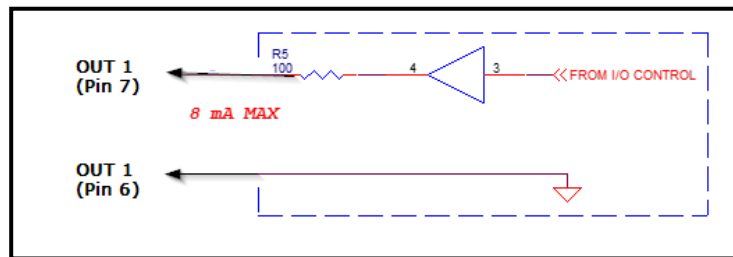 R5
100
OUT 1
(Pin 7)
4
3
FROM I/O CONTROL
8 mA MAX
OUT 1
(Pin 6)